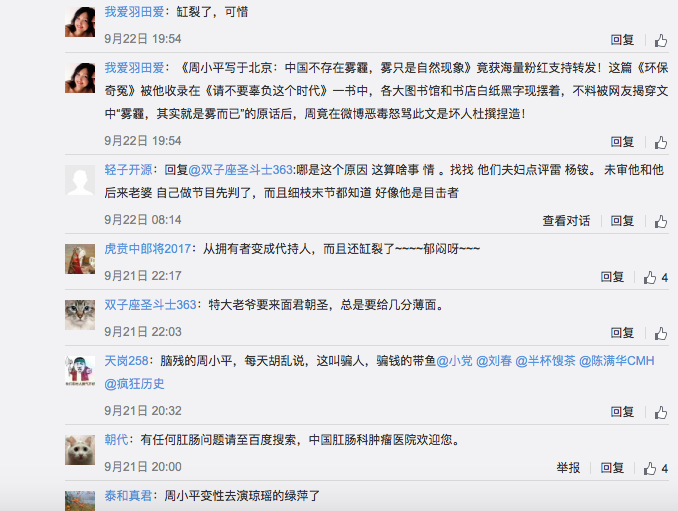 我爱羽田爱：缸裂了，可惜
9月22日 19:54
回复
我爱羽田爱：《周小平写于北京：中国不存在雾霾，雾只是自然现象》竟获海量粉红支持转发！这篇《环保
奇冤》被他收录在《请不要辜负这个时代》一书中，各大图书馆和书店白纸黑字现摆着，不料被网友揭穿文
中“雾霾，其实就是雾而已”的原话后，周竟在微博恶毒怒骂此文是坏人杜撰捏造！
9月22日 19:54
回复
轻子开源：回复@双子座圣斗士363:哪是这个原因 这算啥事 情 。找找 他们夫妇点评雷 杨铵。 未审他和他
后来老婆 自己做节目先判了，而且细枝末节都知道 好像他是目击者
9月22日 08:14
查看对话 回复
虎贲中郎将2017：从拥有者变成代持人，而且还缸裂了~~~~郁闷呀~~~
9月21日 22:17
回复 4
双子座圣斗士363：特大老爷要来面君朝圣，总是要给几分薄面。
9月21日 22:03
回复
天岗258：脑残的周小平，每天胡乱说，这叫骗人，骗钱的带鱼@小党 @刘春 @半杯馊茶 @陈满华CMH
@疯狂历史
9月21日 20:32
回复
朝代：有任何肛肠问题请至百度搜索，中国肛肠科肿瘤医院欢迎您。
9月21日 20:00
举报 回复 4
泰和真君：周小平变性去演琼瑶的绿萍了